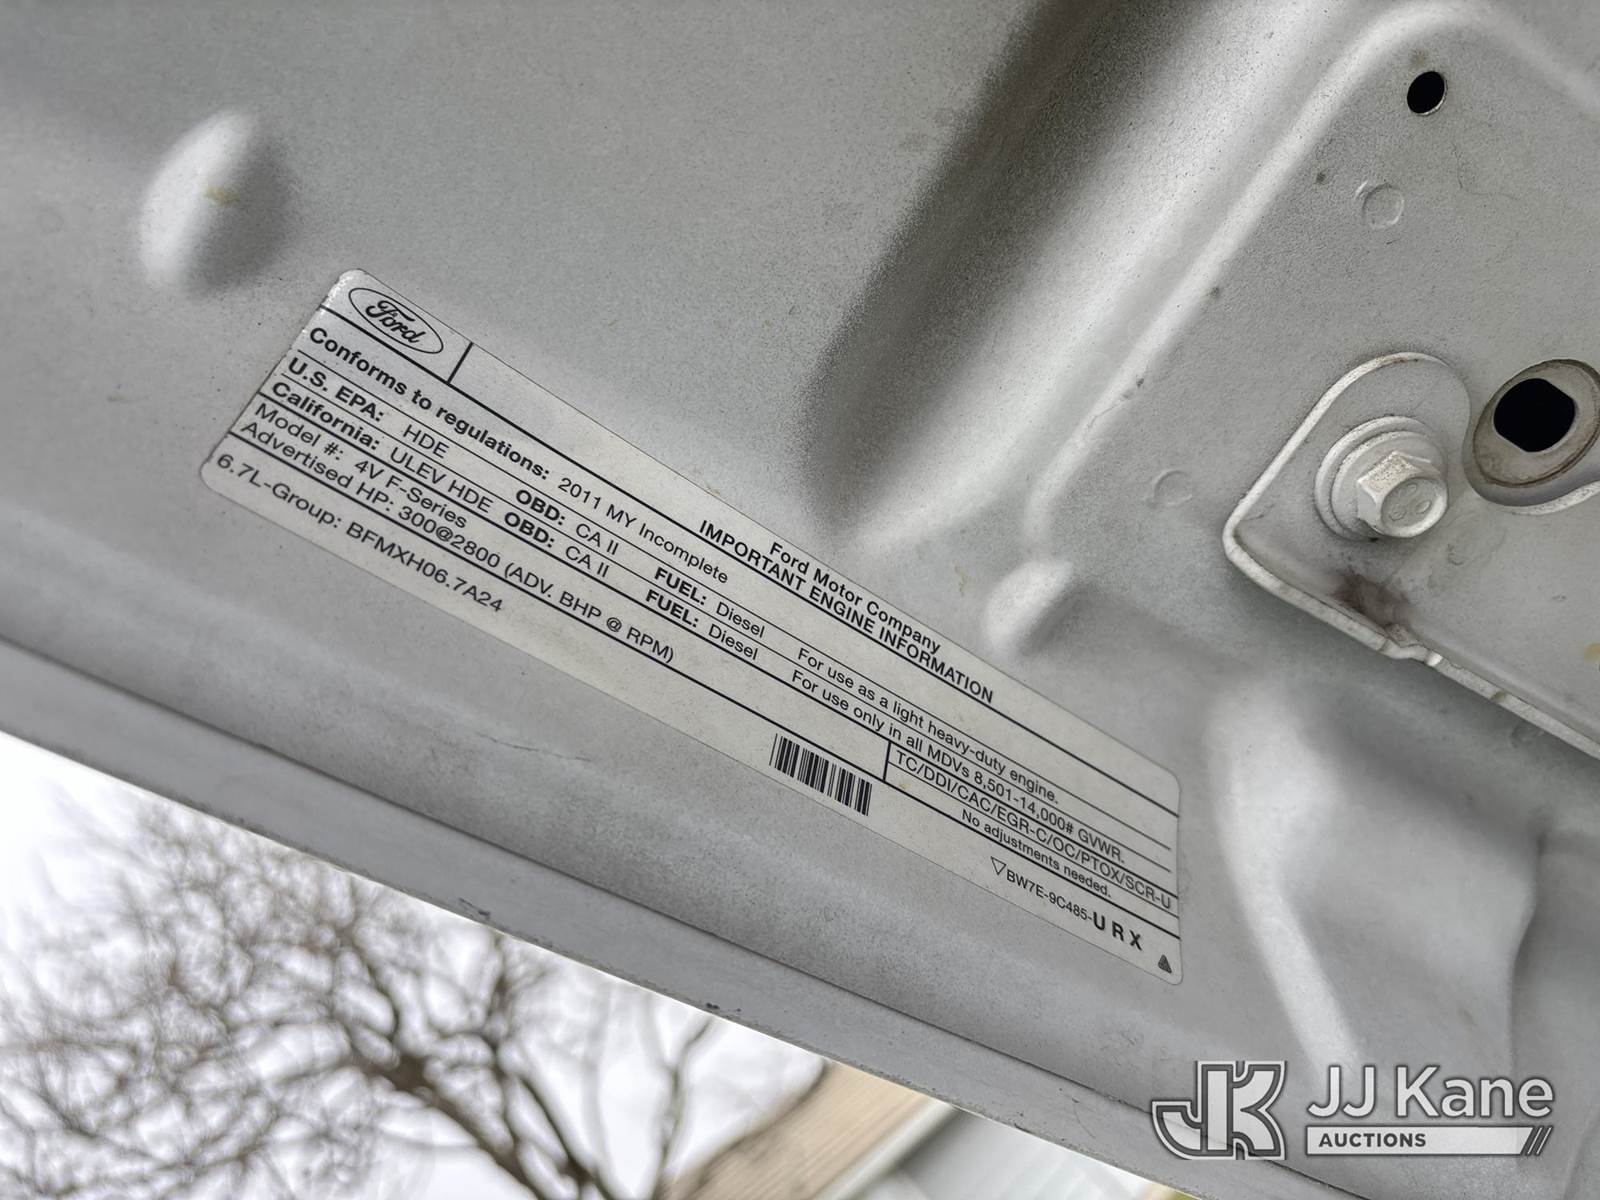 Ford
Ford Motor Company
IMPORTANT ENGINE INFORMATION
Conforms to regulations: 2011 MY Incomplete
U.S. EPA: HDE OBD: CA II FUEL: Diesel For use as a light heavy-duty engine.
California: ULEV HDE OBD: CA II FUEL: Diesel For use only in all MDVs 8,501-14,000# GVWR.
Model #: 4V F-Series TC/DDI/CAC/EGR-C/OC/PTOX/SCR-U
Advertised HP: 300@2800 (ADV. BHP @ RPM) No adjustments needed.
6.7L-Group: BFMXH06.7A24
▽BW7E-9C485-URX
JJ Kane
AUCTIONS